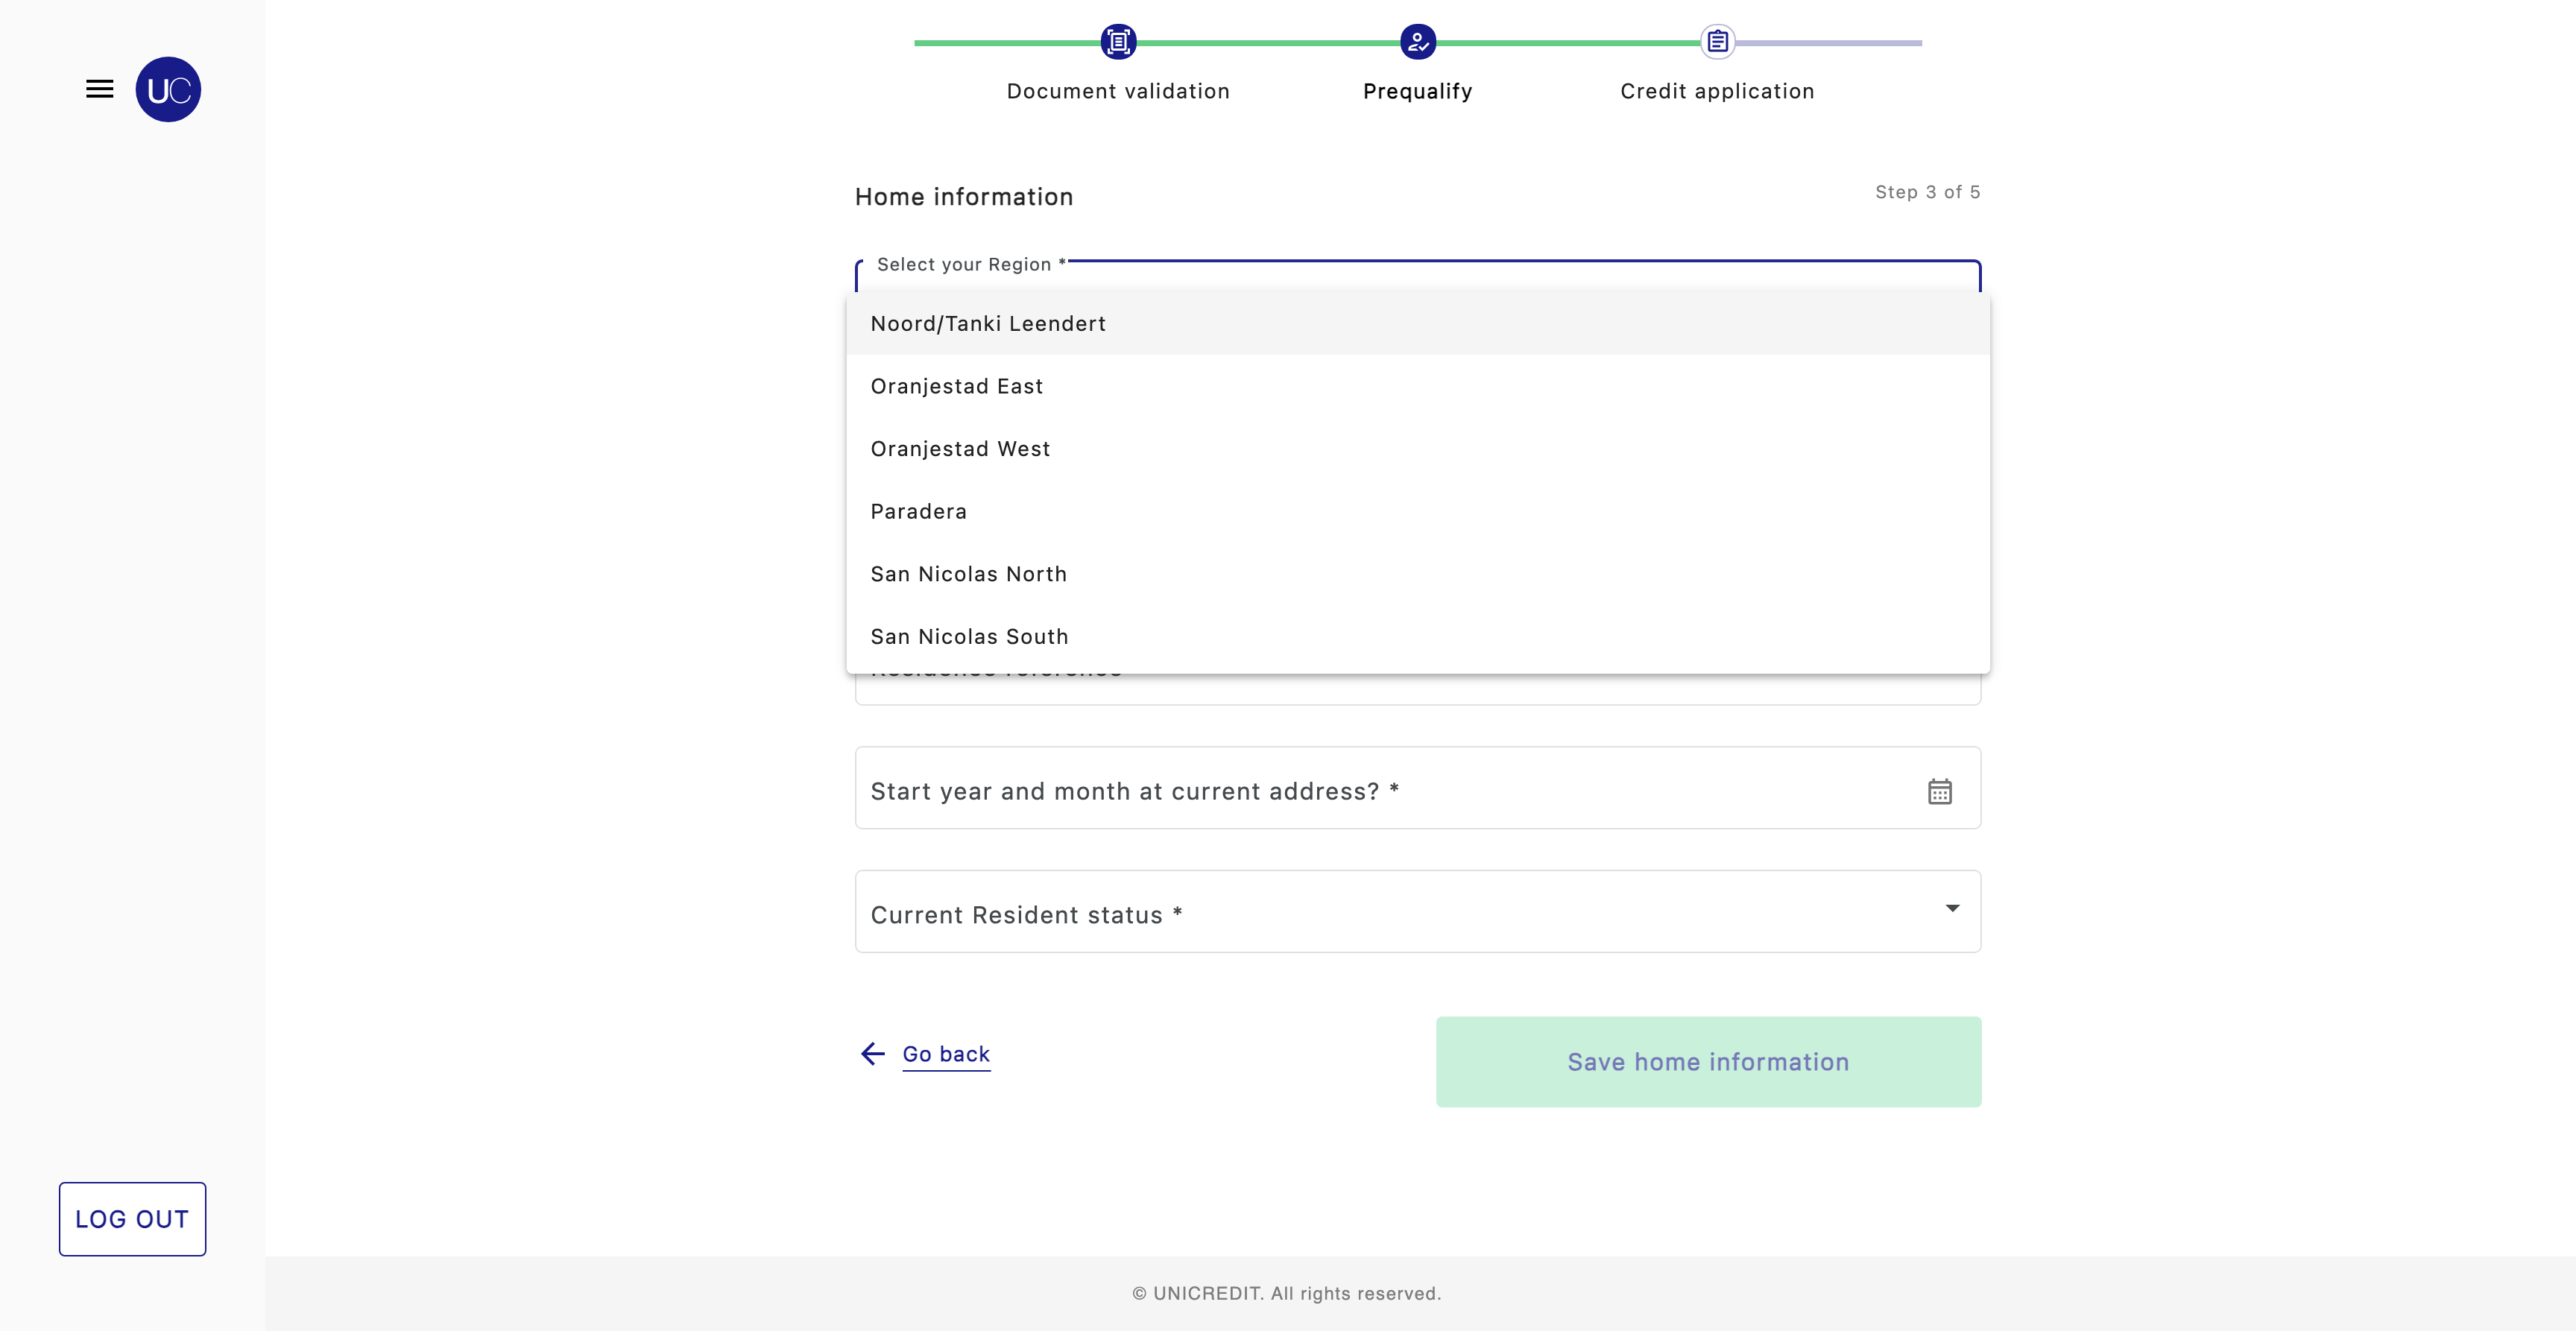 UC
Document validation
Prequalify
Credit application
Home information
Step 3 of 5
Select your Region *
Noord/Tanki Leendert
Oranjestad East
Oranjestad West
Paradera
San Nicolas North
San Nicolas South
Start year and month at current address? *
Current Resident status *
Go back
Save home information
LOG OUT
© UNICREDIT. All rights reserved.